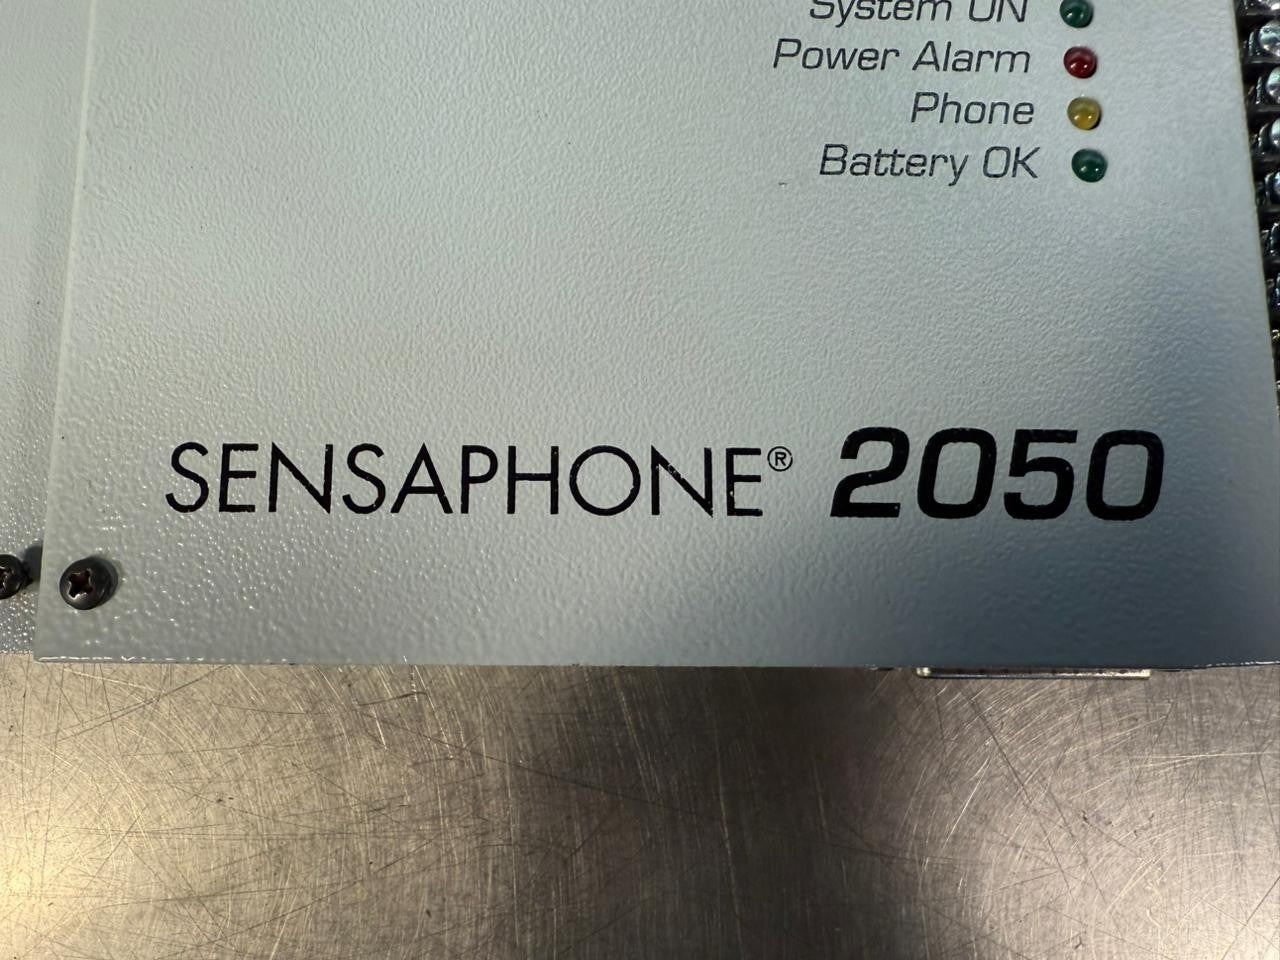 System ON
Power Alarm
Phone
Battery OK
SENSAPHONE® 2050